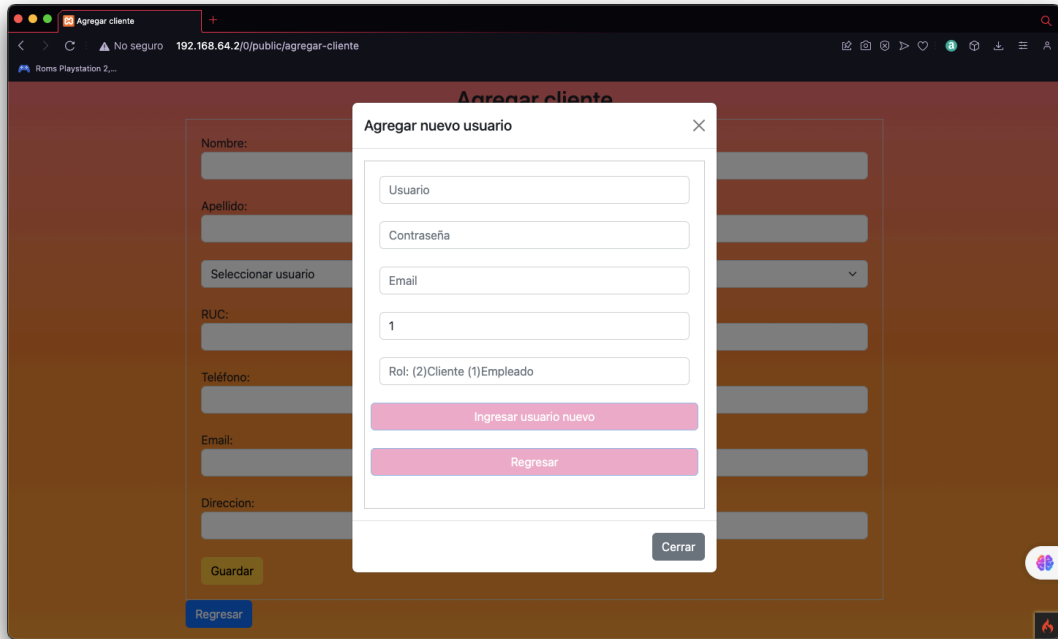 Agregar cliente
No seguro 192.168.64.2/0/public/agregar-cliente
Roms Playstation 2,...
Agregar cliente
Agregar nuevo usuario
Nombre:
Usuario
Apellido:
Contraseña
Seleccionar usuario
Email
RUC:
1
Teléfono:
Rol: (2)Cliente (1)Empleado
Ingresar usuario nuevo
Email:
Regresar
Direccion:
Cerrar
Guardar
Regresar